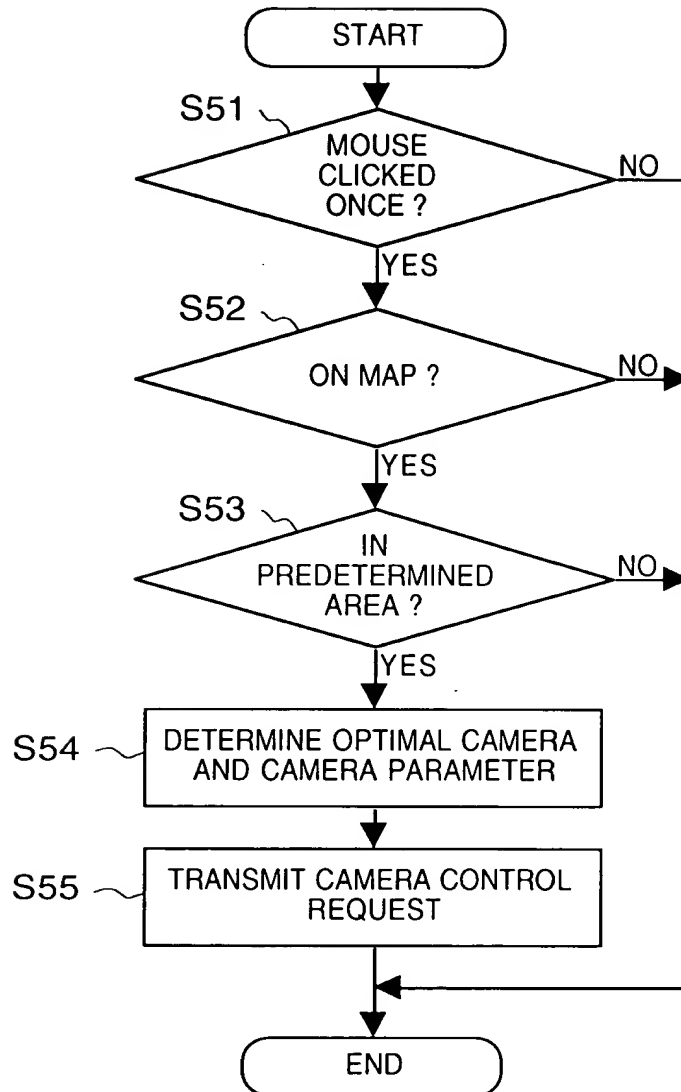 START
S51
MOUSE
CLICKED
ONCE ?
NO
YES
S52
ON MAP ?
NO
YES
S53
IN
PREDETERMINED
AREA ?
NO
YES
S54
DETERMINE OPTIMAL CAMERA
AND CAMERA PARAMETER
S55
TRANSMIT CAMERA CONTROL
REQUEST
END